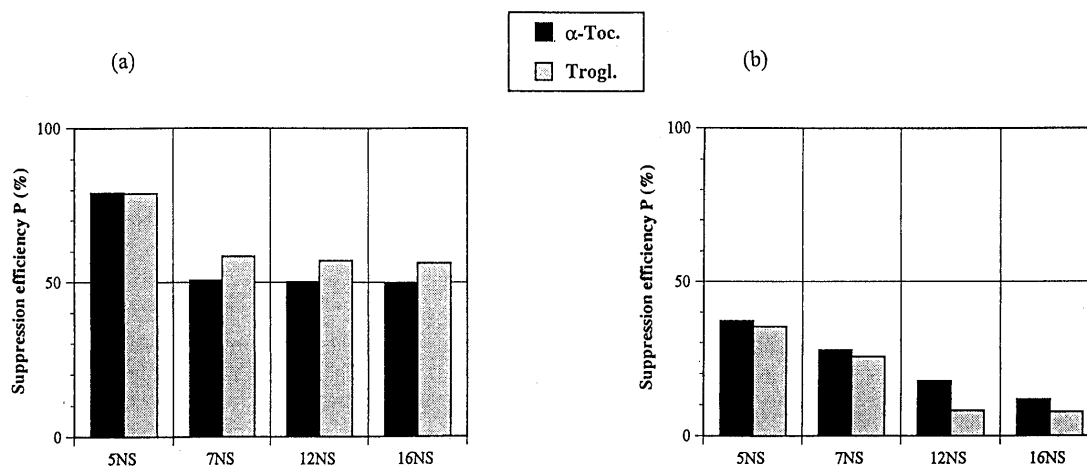 α-Toc.
Trogl.
(a)
Suppression efficiency P (%)
100
50
0
5NS 7NS 12NS 16NS
(b)
Suppression efficiency P (%)
100
50
0
5NS 7NS 12NS 16NS